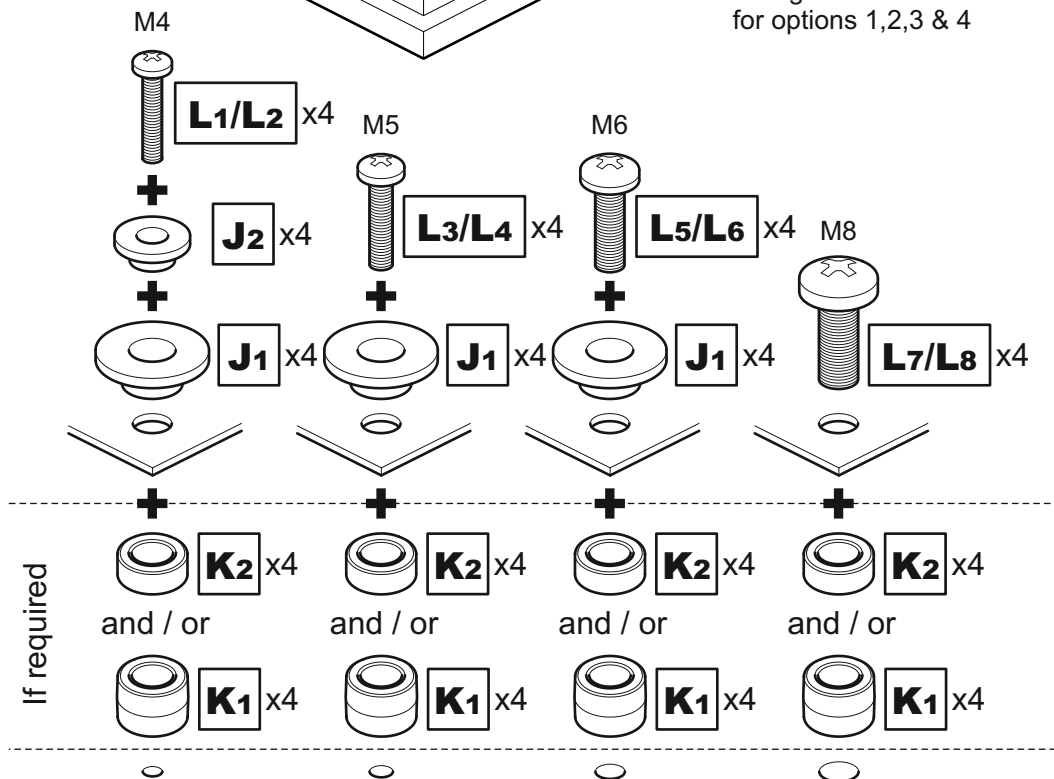 for options 1,2,3 & 4
M4
L1/L2 x4
M5
M6
L3/L4 x4
L5/L6 x4
M8
J2 x4
J1 x4
J1 x4
J1 x4
L7/L8 x4
If required
K2 x4
K2 x4
K2 x4
K2 x4
and / or
and / or
and / or
and / or
K1 x4
K1 x4
K1 x4
K1 x4